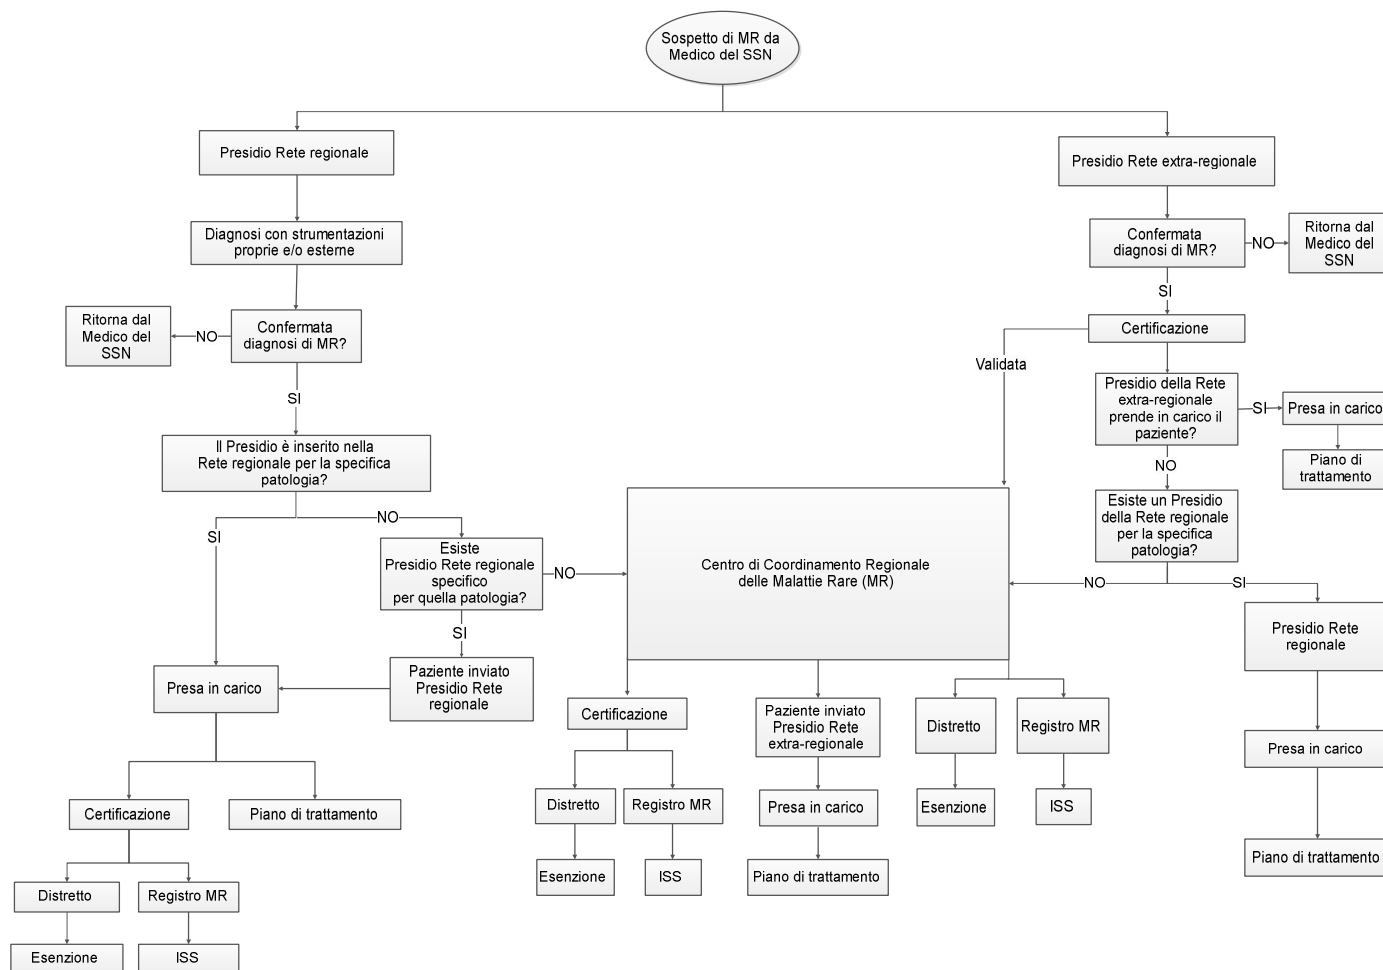 Sospetto di MR da
Medico del SSN
Presidio Rete regionale
Presidio Rete extra-regionale
Diagnosi con strumentazioni
proprie e/o esterne
Confermata
diagnosi di MR?
NO
Ritorna dal
Medico del
SSN
SI
Ritorna dal
Medico del
SSN
NO
Confermata
diagnosi di MR?
Certificazione
Validata
SI
Presidio della Rete
extra-regionale
prende in carico il
paziente?
SI
Presa in carico
Piano di
trattamento
NO
Il Presidio è inserito nella
Rete regionale per la specifica
patologia?
SI
NO
Esiste
Presidio Rete regionale
specifico
per quella patologia?
NO
SI
Paziente inviato
Presidio Rete
regionale
Centro di Coordinamento Regionale
delle Malattie Rare (MR)
Esiste un Presidio
della Rete regionale
per la specifica
patologia?
NO
SI
Presidio Rete
regionale
Presa in carico
Piano di trattamento
Presa in carico
Certificazione
Piano di trattamento
Distretto
Registro MR
Esenzione
ISS
Certificazione
Distretto
Registro MR
Esenzione
ISS
Paziente inviato
Presidio Rete
extra-regionale
Presa in carico
Piano di trattamento
Distretto
Registro MR
Esenzione
ISS